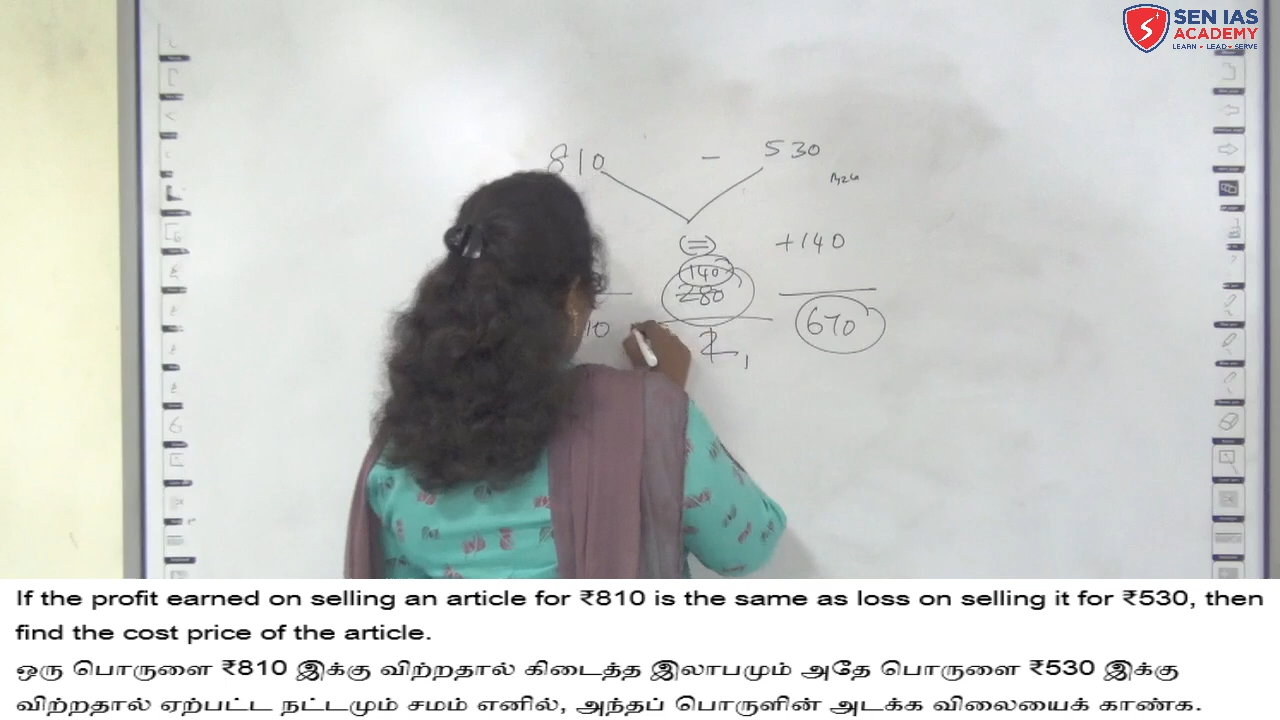 SEN IAS
ACADEMY
LEARN • LEAD • SERVE
810 - 530
(=) +140
140
280
10 2, 670
If the profit earned on selling an article for ₹810 is the same as loss on selling it for ₹530, then
find the cost price of the article.
ஒரு பொருளை ₹810 இக்கு விற்றதால் கிடைத்த இலாபமும் அதே பொருளை ₹530 இக்கு
விற்றதால் ஏற்பட்ட நட்டமும் சமம் எனில், அந்தப் பொருளின் அடக்க விலையைக் காண்க.